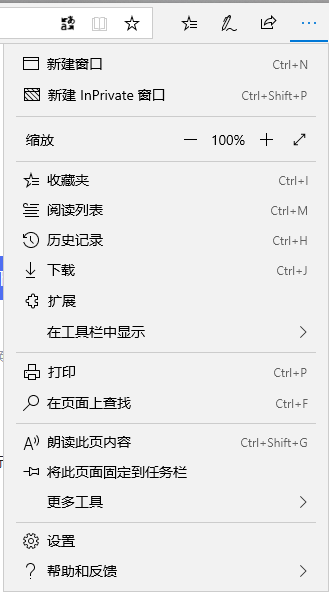 新建窗口 Ctrl+N
新建 InPrivate 窗口 Ctrl+Shift+P
缩放 — 100% +
收藏夹 Ctrl+I
阅读列表 Ctrl+M
历史记录 Ctrl+H
下载 Ctrl+J
扩展
在工具栏中显示
打印 Ctrl+P
在页面上查找 Ctrl+F
朗读此页内容 Ctrl+Shift+G
将此页面固定到任务栏
更多工具
设置
帮助和反馈